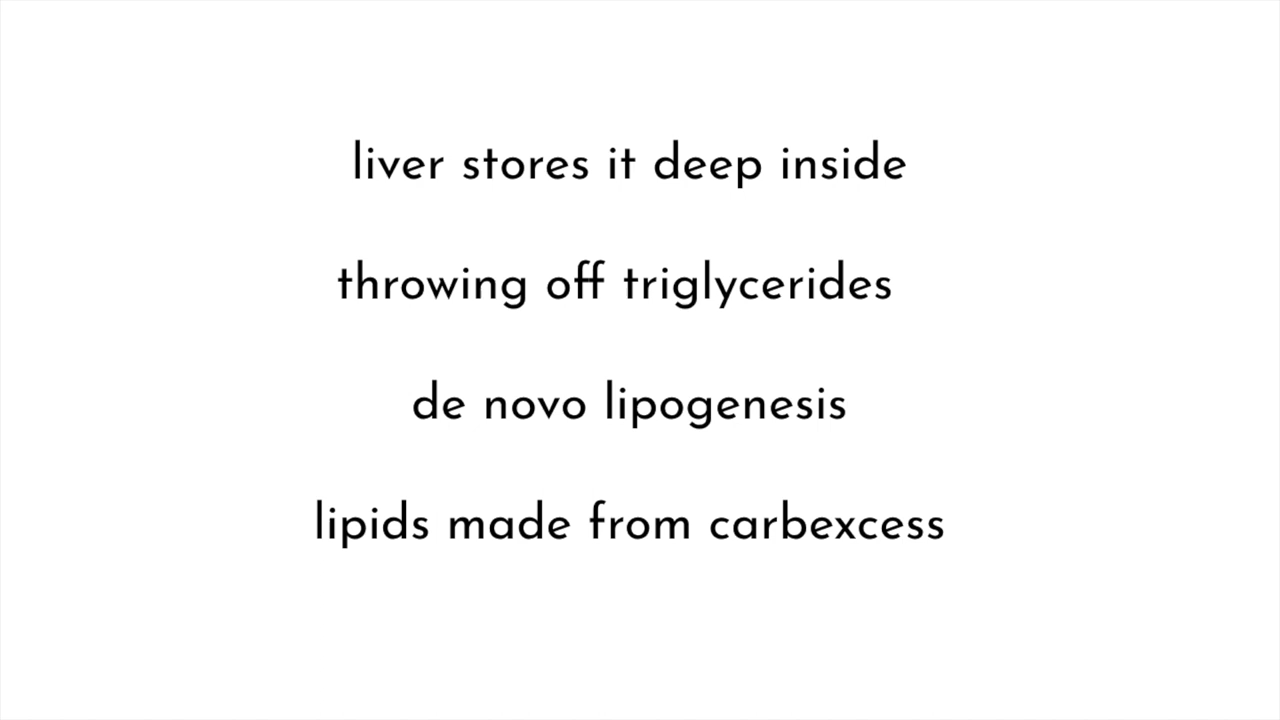 liver stores it deep inside
throwing off triglycerides
de novo lipogenesis
lipids made from carbexcess